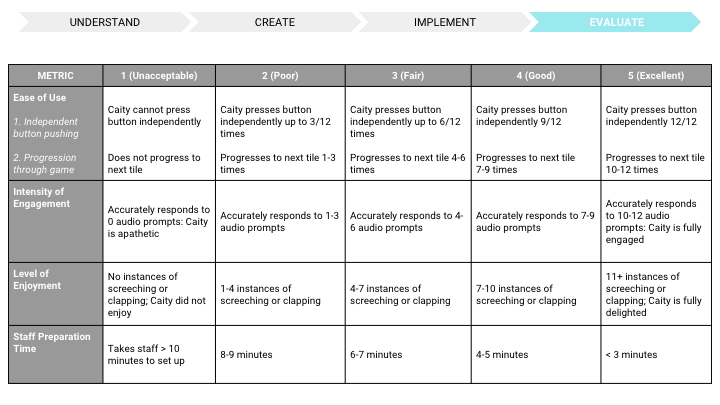 UNDERSTAND
CREATE
IMPLEMENT
EVALUATE
METRIC
1 (Unacceptable)
2 (Poor)
3 (Fair)
4 (Good)
5 (Excellent)
Ease of Use
1. Independent
button pushing
2. Progression
through game
Caity cannot press
button independently
Does not progress to
next tile
Caity presses button
independently up to 3/12
times
Progresses to next tile 1-3
times
Caity presses button
independently up to 6/12
times
Progresses to next tile 4-6
times
Caity presses button
independently 9/12
Progresses to next tile
7-9 times
Caity presses button
independently 12/12
Progresses to next tile
10-12 times
Intensity of
Engagement
Accurately responds to
0 audio prompts: Caity
is apathetic
Accurately responds to 1-3
audio prompts
Accurately responds to 4-
6 audio prompts
Accurately responds to 7-9
audio prompts
Accurately responds
to 10-12 audio
prompts: Caity is fully
engaged
Level of
Enjoyment
No instances of
screeching or
clapping; Caity did not
enjoy
1-4 instances of
screeching or clapping
4-7 instances of
screeching or clapping
7-10 instances of
screeching or clapping
11+ instances of
screeching or
clapping; Caity is fully
delighted
Staff Preparation
Time
Takes staff > 10
minutes to set up
8-9 minutes
6-7 minutes
4-5 minutes
< 3 minutes